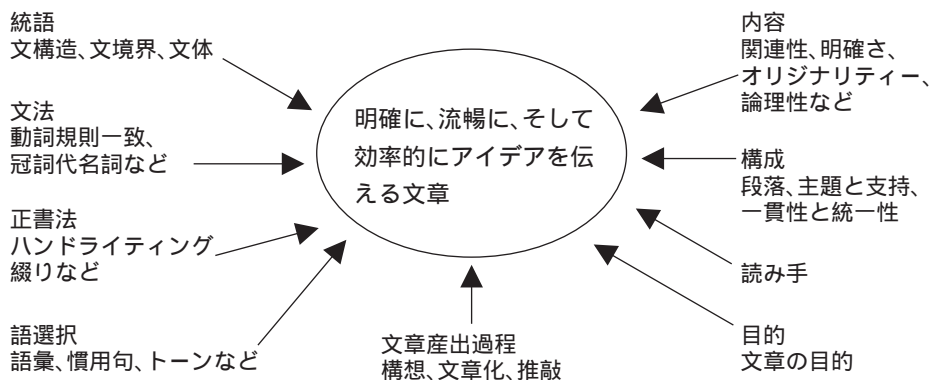 統語
文構造、文境界、文体
文法
動詞規則一致、
冠詞代名詞など
正書法
ハンドライティング
綴りなど
語選択
語彙、慣用句、トーンなど
明確に、流暢に、そして
効率的にアイデアを伝
える文章
文章産出過程
構想、文章化、推敲
内容
関連性、明確さ、
オリジナリティー、
論理性など
構成
段落、主題と支持、
一貫性と統一性
読み手
目的
文章の目的